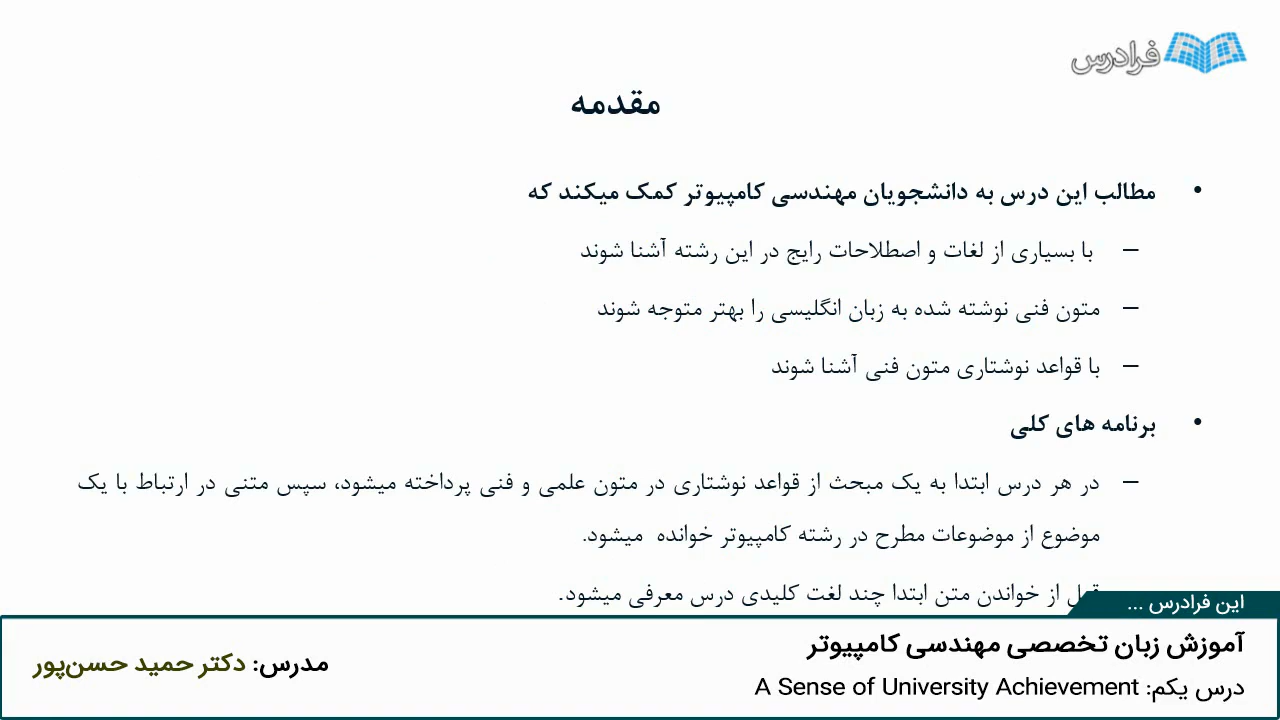 فرادرس
مقدمه
• مطالب این درس به دانشجویان مهندسی کامپیوتر کمک میکند که
– با بسیاری از لغات و اصطلاحات رایج در این رشته آشنا شوند
– متون فنی نوشته شده به زبان انگلیسی را بهتر متوجه شوند
– با قواعد نوشتاری متون فنی آشنا شوند
• برنامه های کلی
– در هر درس ابتدا به یک مبحث از قواعد نوشتاری در متون علمی و فنی پرداخته میشود، سپس متنی در ارتباط با یک
موضوع از موضوعات مطرح در رشته کامپیوتر خوانده میشود.
قبل از خواندن متن ابتدا چند لغت کلیدی درس معرفی میشود.
این فرادرس ...
آموزش زبان تخصصی مهندسی کامپیوتر
درس یکم: A Sense of University Achievement
مدرس: دکتر حمید حسن‌پور